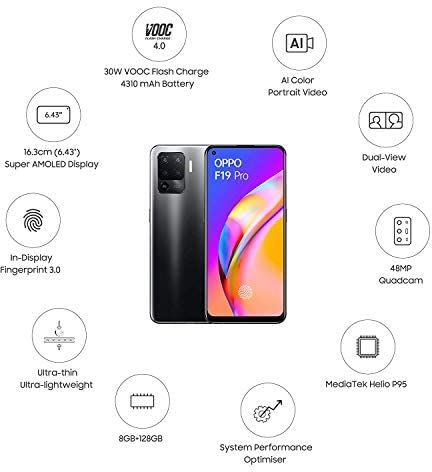 VOOC
FLASH CHARGE
4.0
30W VOOC Flash Charge
4310 mAh Battery
AI
AI Color
Portrait Video
6.43"
16.3cm (6.43")
Super AMOLED Display
Dual-View
Video
OPPO
F19 Pro
In-Display
Fingerprint 3.0
48MP
Quadcam
Ultra-thin
Ultra-lightweight
MediaTek Helio P95
8GB+128GB
System Performance
Optimiser